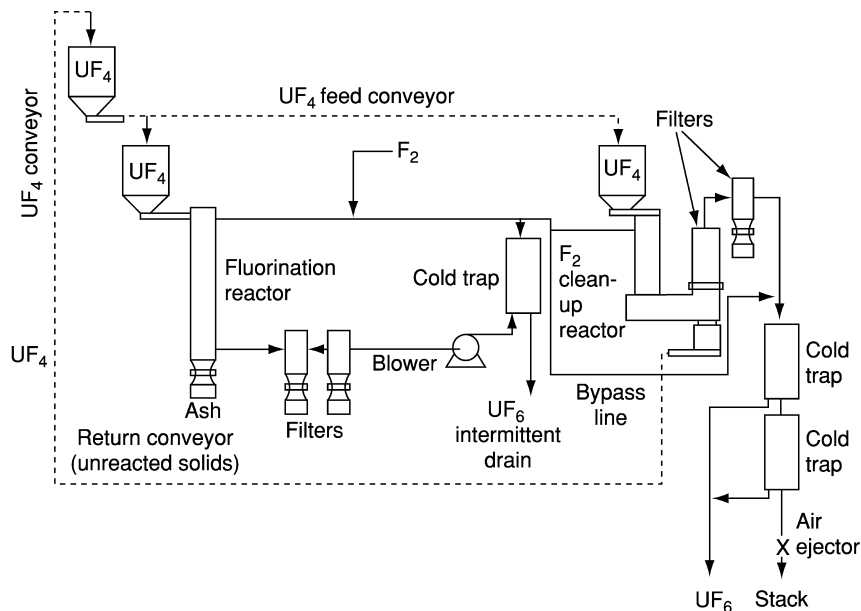 UF4
UF4 feed conveyor
UF4 conveyor
UF4
F2
UF4
Filters
Fluorination
reactor
Cold trap
F2
clean-
up
reactor
Blower
Bypass
line
Cold
trap
UF4
Ash
Return conveyor
(unreacted solids)
Filters
UF6
intermittent
drain
Cold
trap
Air
ejector
X
UF6
Stack